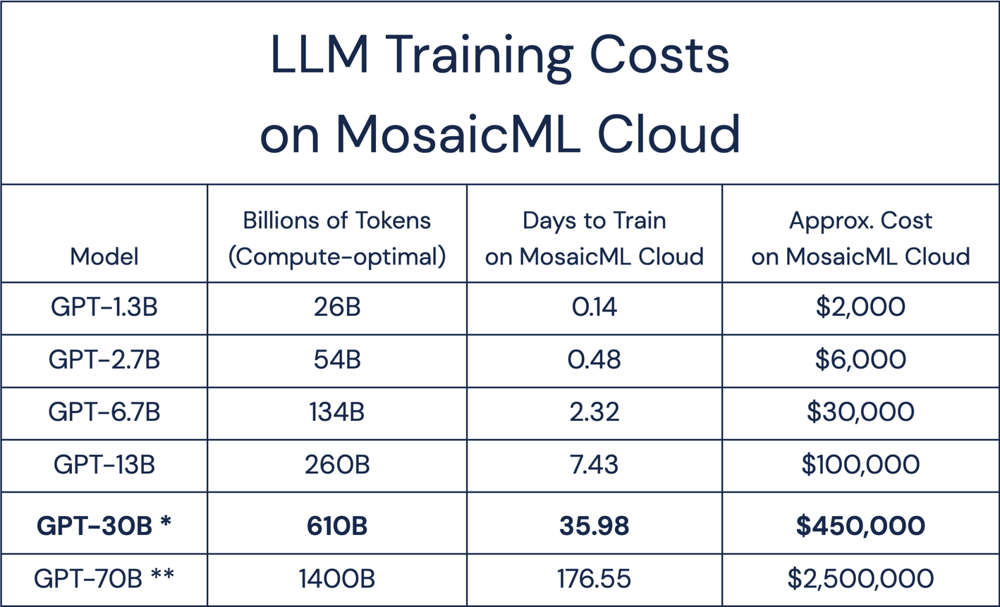 LLM Training Costs
on MosaicML Cloud
Model
Billions of Tokens
(Compute-optimal)
Days to Train
on MosaicML Cloud
Approx. Cost
on MosaicML Cloud
GPT-1.3B 26B 0.14 $2,000
GPT-2.7B 54B 0.48 $6,000
GPT-6.7B 134B 2.32 $30,000
GPT-13B 260B 7.43 $100,000
GPT-30B * 610B 35.98 $450,000
GPT-70B ** 1400B 176.55 $2,500,000